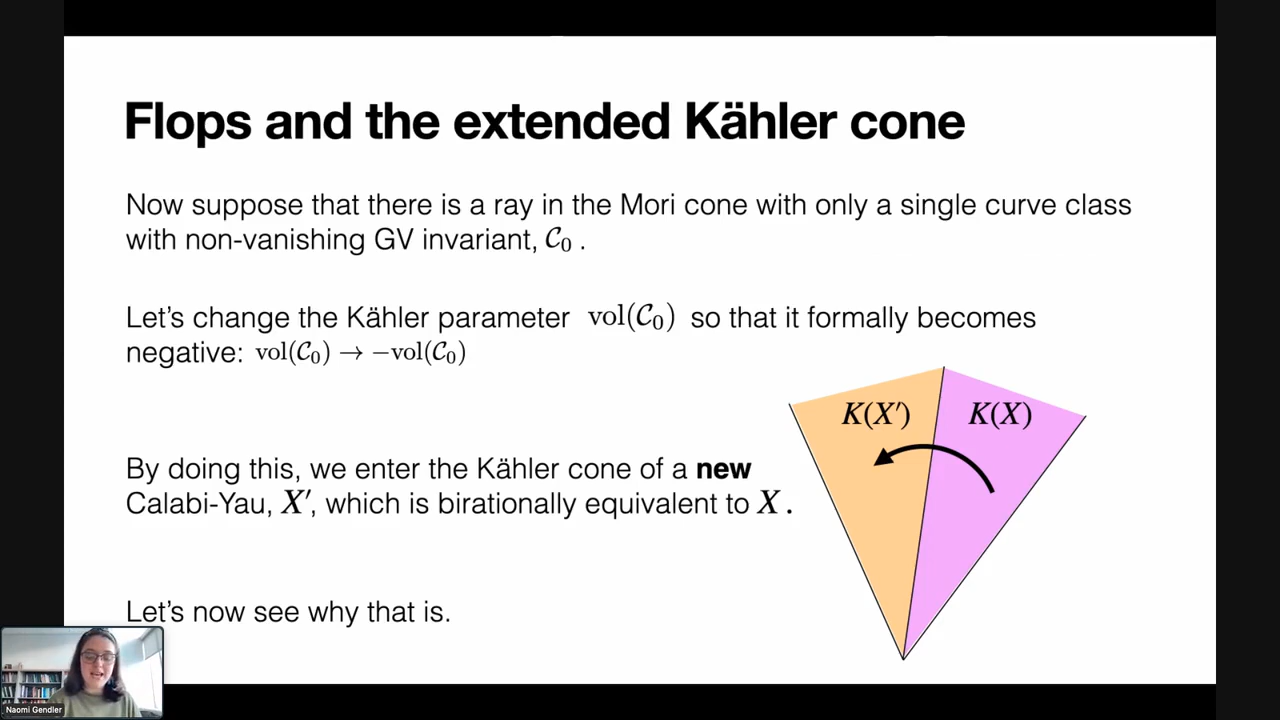 Flops and the extended Kähler cone
Now suppose that there is a ray in the Mori cone with only a single curve class
with non-vanishing GV invariant, 𝒞₀ .
Let’s change the Kähler parameter vol(𝒞₀) so that it formally becomes
negative: vol(𝒞₀) → −vol(𝒞₀)
K(X′) K(X)
By doing this, we enter the Kähler cone of a new
Calabi-Yau, X′, which is birationally equivalent to X .
Let’s now see why that is.
Naomi Gendler